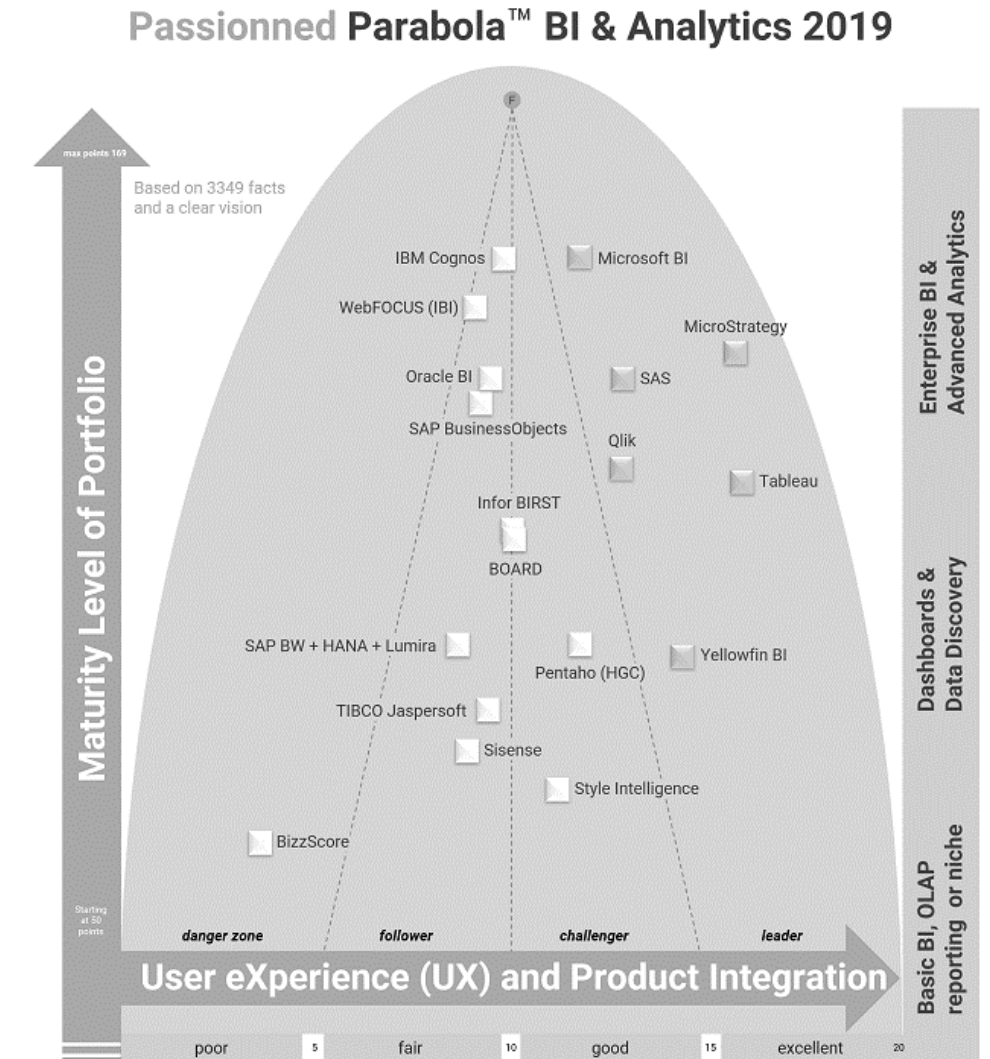 Passionned Parabola™ BI & Analytics 2019
F
max points 169
Based on 3349 facts
and a clear vision
IBM Cognos
Microsoft BI
WebFOCUS (IBI)
MicroStrategy
Oracle BI
SAS
SAP BusinessObjects
Qlik
Tableau
Infor BIRST
BOARD
SAP BW + HANA + Lumira
Pentaho (HGC)
Yellowfin BI
TIBCO Jaspersoft
Sisense
Style Intelligence
BizzScore
Maturity Level of Portfolio
Starting
at 50
points
Enterprise BI &
Advanced Analytics
Dashboards &
Data Discovery
Basic BI, OLAP
reporting or niche
danger zone
follower
challenger
leader
User eXperience (UX) and Product Integration
poor
5
fair
10
good
15
excellent
20